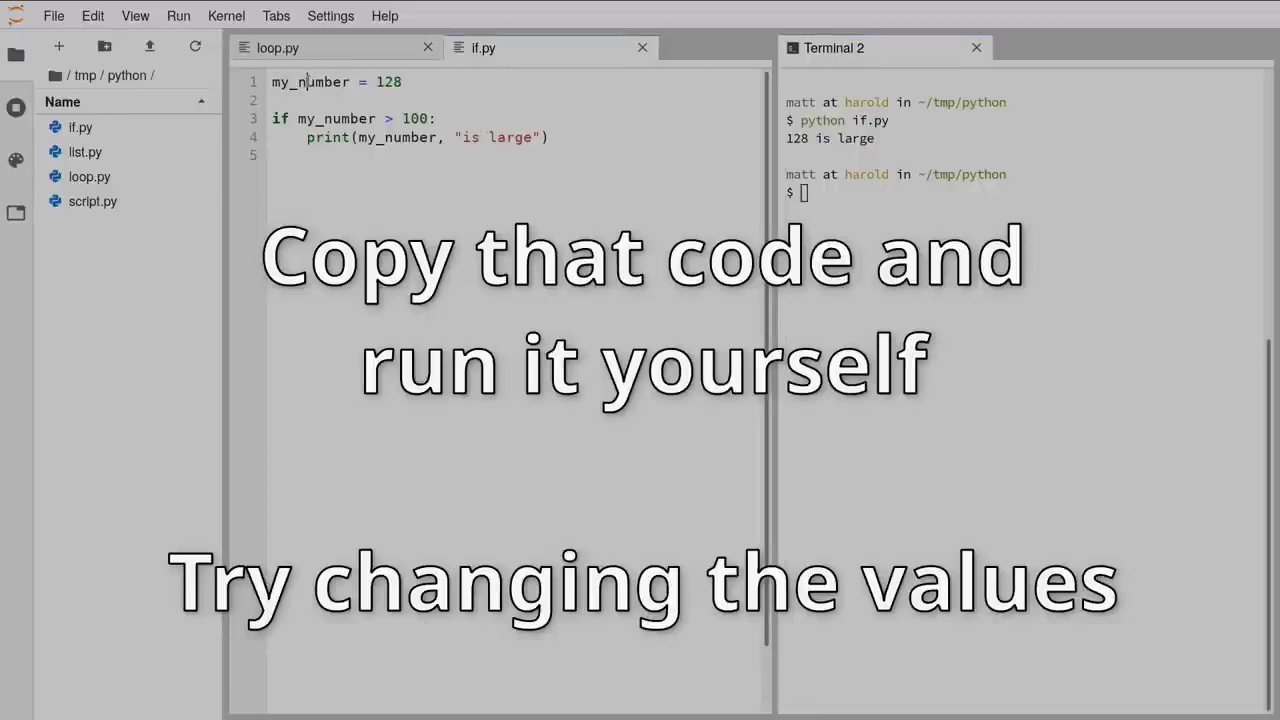 File Edit View Run Kernel Tabs Settings Help
/ tmp / python /
Name
if.py
list.py
loop.py
script.py
loop.py
if.py
1 my_number = 128
2
3 if my_number > 100:
4 print(my_number, "is large")
5
Terminal 2
matt at harold in ~/tmp/python
$ python if.py
128 is large
matt at harold in ~/tmp/python
$
Copy that code and
run it yourself
Try changing the values